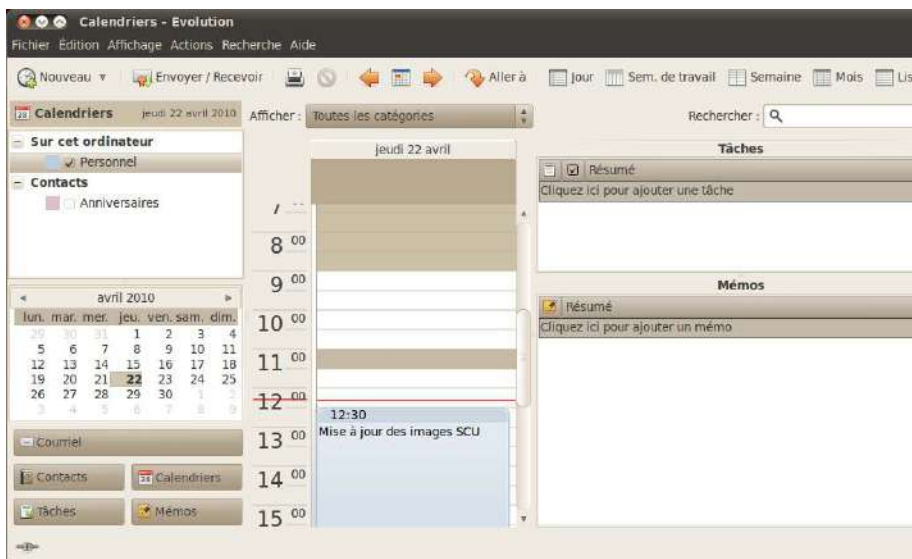 Calendriers - Evolution
Fichier Édition Affichage Actions Recherche Aide
Nouveau Envoyer / Recevoir Aller à Jour Sem. de travail Semaine Mois Lis
Calendriers jeudi 22 avril 2010 Afficher : Toutes les catégories Rechercher :
Sur cet ordinateur
Personnel
Contacts
Anniversaires
jeudi 22 avril
8 00
9 00
10 00
11 00
12 00
12:30
Mise à jour des images SCU
13 00
14 00
15 00
Tâches
Résumé
Cliquez ici pour ajouter une tâche
Mémos
Résumé
Cliquez ici pour ajouter un mémo
avril 2010
lun. mar. mer. jeu. ven. sam. dim.
29 30 31 1 2 3 4
5 6 7 8 9 10 11
12 13 14 15 16 17 18
19 20 21 22 23 24 25
26 27 28 29 30 1 2
3 4 5 6 7 8 9
Courriel
Contacts Calendriers
Tâches Mémos